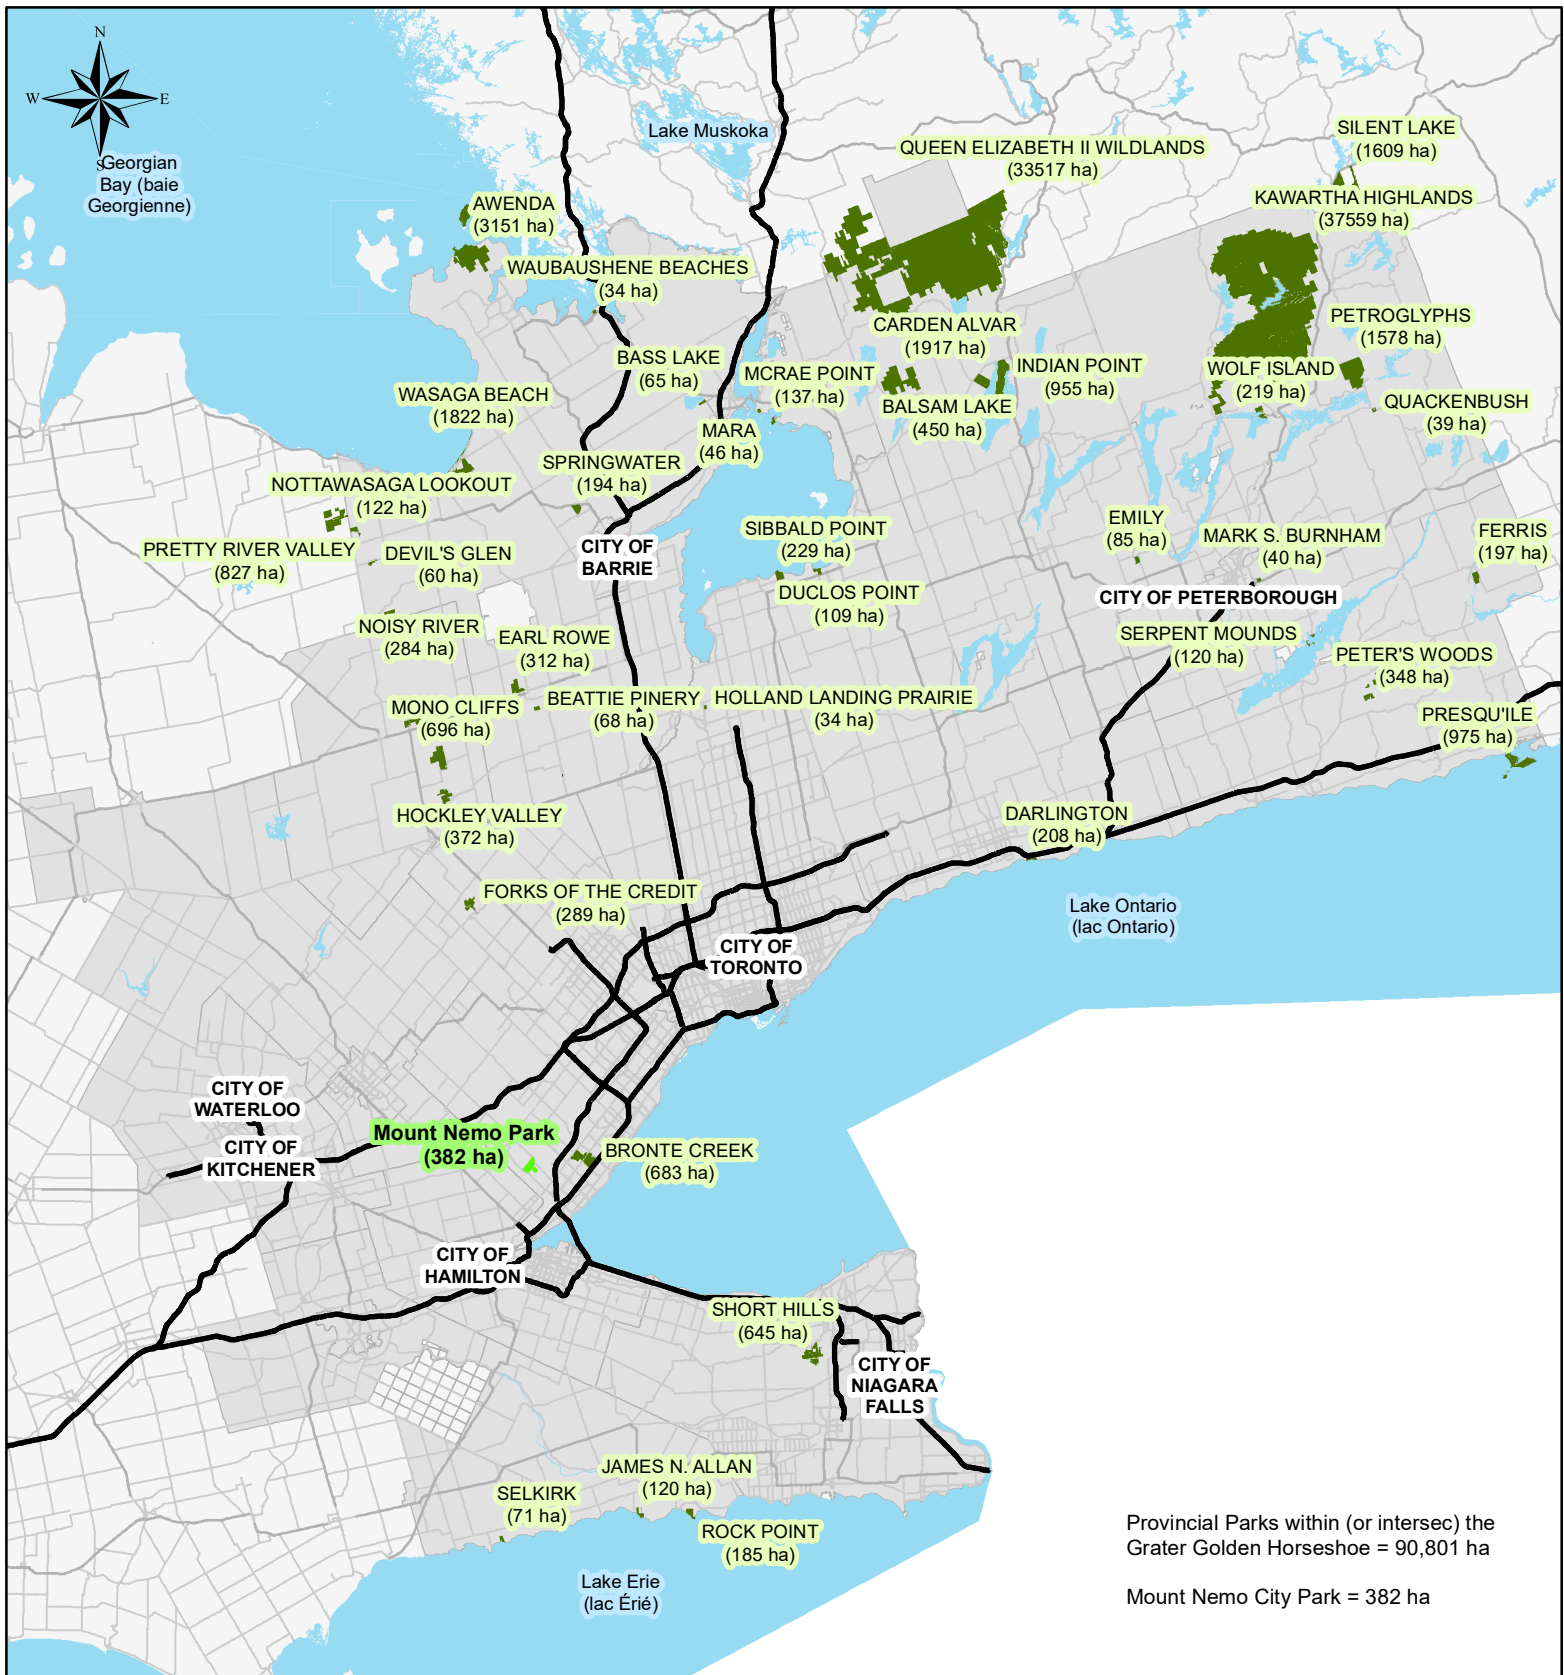 N
W
E
S
Georgian
Bay (baie
Georgienne)
Lake Muskoka
QUEEN ELIZABETH II WILDLANDS
(33517 ha)
SILENT LAKE
(1609 ha)
KAWARTHA HIGHLANDS
(37559 ha)
AWENDA
(3151 ha)
WAUBAUSHENE BEACHES
(34 ha)
CARDEN ALVAR
(1917 ha)
PETROGLYPHS
(1578 ha)
BASS LAKE
(65 ha)
MCRAE POINT
(137 ha)
INDIAN POINT
(955 ha)
WOLF ISLAND
(219 ha)
WASAGA BEACH
(1822 ha)
BALSAM LAKE
(450 ha)
QUACKENBUSH
(39 ha)
MARA
(46 ha)
SPRINGWATER
(194 ha)
NOTTAWASAGA LOOKOUT
(122 ha)
PRETTY RIVER VALLEY
(827 ha)
DEVIL'S GLEN
(60 ha)
CITY OF
BARRIE
SIBBALD POINT
(229 ha)
EMILY
(85 ha)
MARK S. BURNHAM
(40 ha)
FERRIS
(197 ha)
DUCLOS POINT
(109 ha)
CITY OF PETERBOROUGH
NOISY RIVER
(284 ha)
EARL ROWE
(312 ha)
SERPENT MOUNDS
(120 ha)
PETER'S WOODS
(348 ha)
MONO CLIFFS
(696 ha)
BEATTIE PINERY
(68 ha)
HOLLAND LANDING PRAIRIE
(34 ha)
PRESQU'ILE
(975 ha)
HOCKLEY VALLEY
(372 ha)
DARLINGTON
(208 ha)
FORKS OF THE CREDIT
(289 ha)
Lake Ontario
(lac Ontario)
CITY OF
TORONTO
CITY OF
WATERLOO
CITY OF
KITCHENER
Mount Nemo Park
(382 ha)
BRONTE CREEK
(683 ha)
CITY OF
HAMILTON
SHORT HILLS
(645 ha)
CITY OF
NIAGARA
FALLS
JAMES N. ALLAN
(120 ha)
SELKIRK
(71 ha)
ROCK POINT
(185 ha)
Lake Erie
(lac Érié)
Provincial Parks within (or intersec) the
Grater Golden Horseshoe = 90,801 ha
Mount Nemo City Park = 382 ha